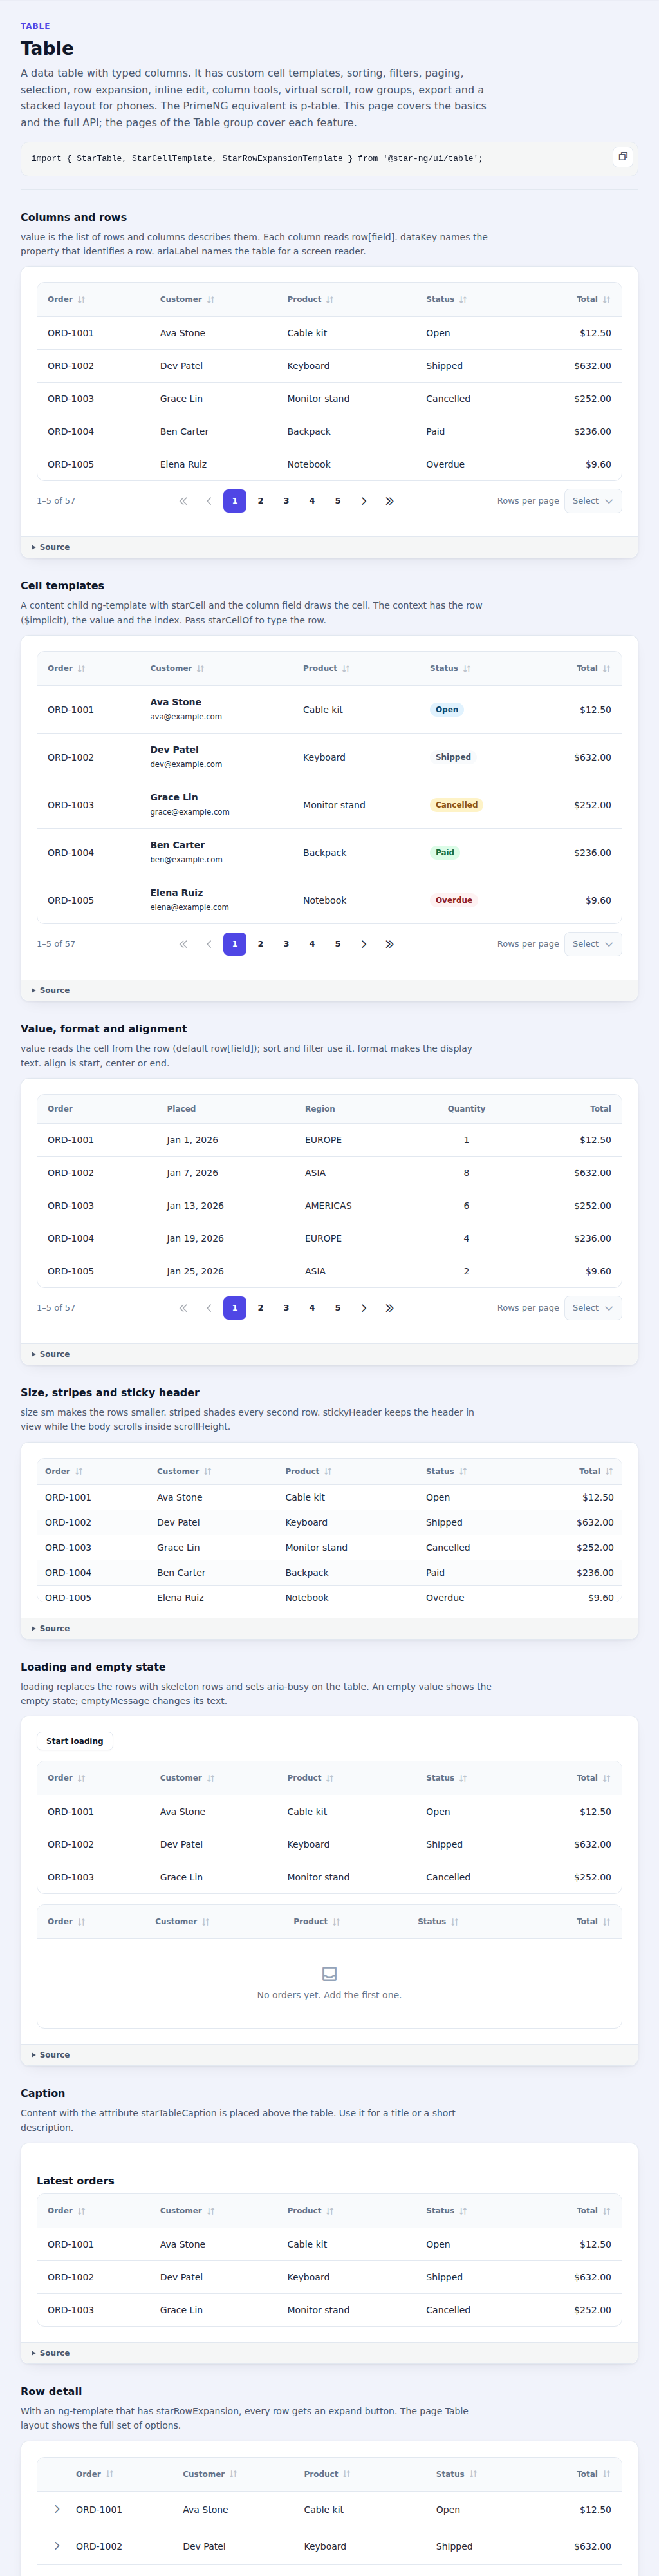 TABLE
Table
A data table with typed columns. It has custom cell templates, sorting, filters, paging,
selection, row expansion, inline edit, column tools, virtual scroll, row groups, export and a
stacked layout for phones. The PrimeNG equivalent is p-table. This page covers the basics
and the full API; the pages of the Table group cover each feature.
import { StarTable, StarCellTemplate, StarRowExpansionTemplate } from '@star-ng/ui/table';
Columns and rows
value is the list of rows and columns describes them. Each column reads row[field]. dataKey names the
property that identifies a row. ariaLabel names the table for a screen reader.
Order Customer Product Status Total
ORD-1001 Ava Stone Cable kit Open $12.50
ORD-1002 Dev Patel Keyboard Shipped $632.00
ORD-1003 Grace Lin Monitor stand Cancelled $252.00
ORD-1004 Ben Carter Backpack Paid $236.00
ORD-1005 Elena Ruiz Notebook Overdue $9.60
1–5 of 57 1 2 3 4 5 Rows per page Select
Source
Cell templates
A content child ng-template with starCell and the column field draws the cell. The context has the row
($implicit), the value and the index. Pass starCellOf to type the row.
Order Customer Product Status Total
ORD-1001 Ava Stone Cable kit Open $12.50
ava@example.com
ORD-1002 Dev Patel Keyboard Shipped $632.00
dev@example.com
ORD-1003 Grace Lin Monitor stand Cancelled $252.00
grace@example.com
ORD-1004 Ben Carter Backpack Paid $236.00
ben@example.com
ORD-1005 Elena Ruiz Notebook Overdue $9.60
elena@example.com
1–5 of 57 1 2 3 4 5 Rows per page Select
Source
Value, format and alignment
value reads the cell from the row (default row[field]); sort and filter use it. format makes the display
text. align is start, center or end.
Order Placed Region Quantity Total
ORD-1001 Jan 1, 2026 EUROPE 1 $12.50
ORD-1002 Jan 7, 2026 ASIA 8 $632.00
ORD-1003 Jan 13, 2026 AMERICAS 6 $252.00
ORD-1004 Jan 19, 2026 EUROPE 4 $236.00
ORD-1005 Jan 25, 2026 ASIA 2 $9.60
1–5 of 57 1 2 3 4 5 Rows per page Select
Source
Size, stripes and sticky header
size sm makes the rows smaller. striped shades every second row. stickyHeader keeps the header in
view while the body scrolls inside scrollHeight.
Order Customer Product Status Total
ORD-1001 Ava Stone Cable kit Open $12.50
ORD-1002 Dev Patel Keyboard Shipped $632.00
ORD-1003 Grace Lin Monitor stand Cancelled $252.00
ORD-1004 Ben Carter Backpack Paid $236.00
ORD-1005 Elena Ruiz Notebook Overdue $9.60
Source
Loading and empty state
loading replaces the rows with skeleton rows and sets aria-busy on the table. An empty value shows the
empty state; emptyMessage changes its text.
Start loading
Order Customer Product Status Total
ORD-1001 Ava Stone Cable kit Open $12.50
ORD-1002 Dev Patel Keyboard Shipped $632.00
ORD-1003 Grace Lin Monitor stand Cancelled $252.00
Order Customer Product Status Total
No orders yet. Add the first one.
Source
Caption
Content with the attribute starTableCaption is placed above the table. Use it for a title or a short
description.
Latest orders
Order Customer Product Status Total
ORD-1001 Ava Stone Cable kit Open $12.50
ORD-1002 Dev Patel Keyboard Shipped $632.00
ORD-1003 Grace Lin Monitor stand Cancelled $252.00
Source
Row detail
With an ng-template that has starRowExpansion, every row gets an expand button. The page Table
layout shows the full set of options.
Order Customer Product Status Total
ORD-1001 Ava Stone Cable kit Open $12.50
ORD-1002 Dev Patel Keyboard Shipped $632.00